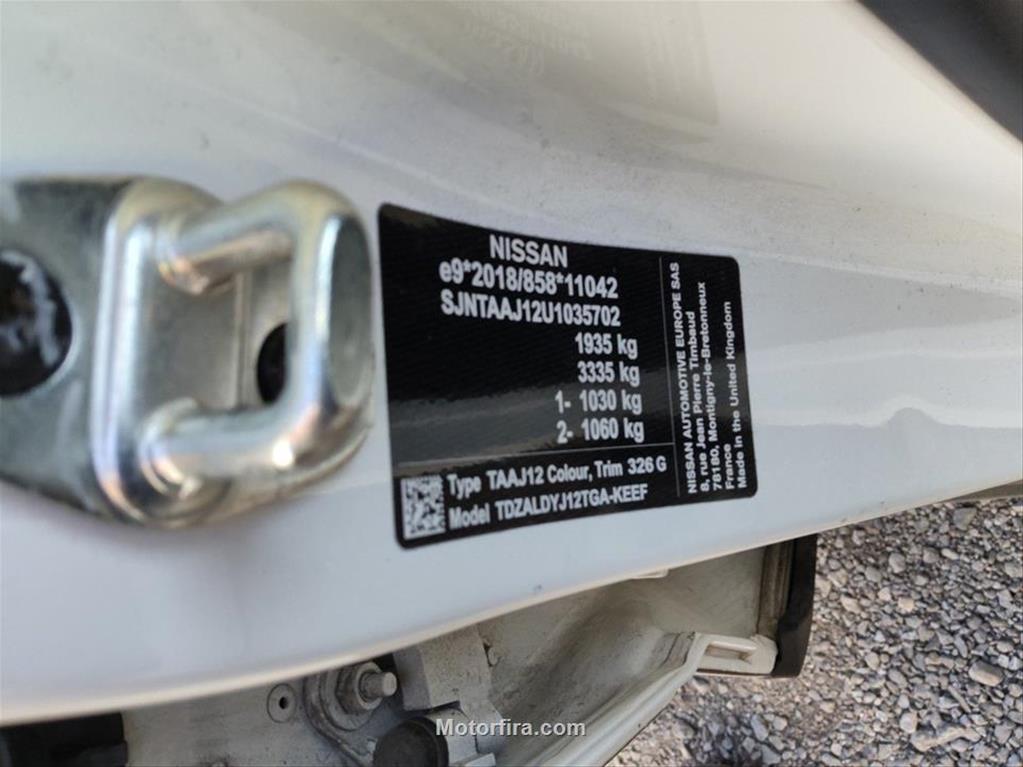 NISSAN
e9*2018/858*11042
SJNTAAJ12U1035702
1935 kg
3335 kg
1- 1030 kg
2- 1060 kg
Type TAAJ12 Colour, Trim 326 G
Model TDZALDYJ12TGA-KEEF
NISSAN AUTOMOTIVE EUROPE SAS
8, rue Jean Pierre Timbaud
78180, Montigny-le-Bretonneux
France
Made in the United Kingdom
Motorfira.com